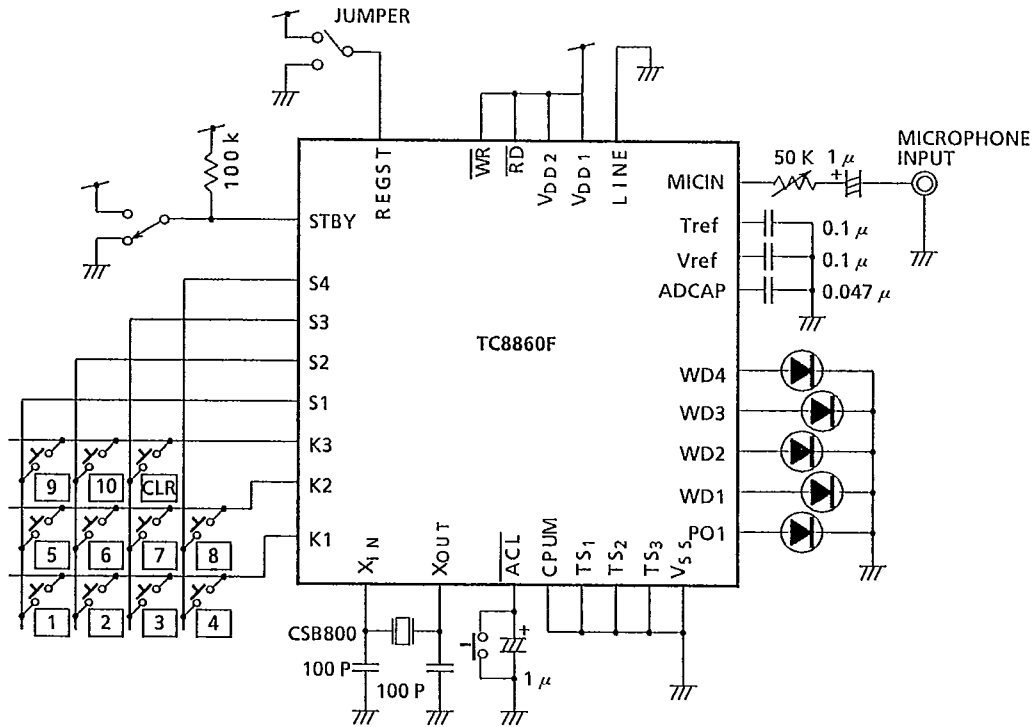 JUMPER
100 k
REGST
WR
RD
VDD2
VDD1
LINE
MICROPHONE
INPUT
50 K
1 μ
+
MICIN
STBY
Tref
0.1 μ
Vref
0.1 μ
ADCAP
0.047 μ
S4
S3
TC8860F
S2
S1
WD4
WD3
K3
WD2
9
10
CLR
K2
WD1
K1
PO1
5
6
7
8
XIN
XOUT
ACL
CPUM
TS1
TS2
TS3
VSS
1
2
3
4
CSB800
+
100 P
100 P
1 μ